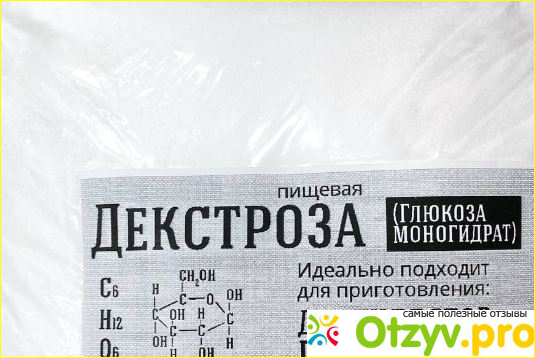 пищевая
ДЕКСТРОЗА
(ГЛЮКОЗА
МОНОГИДРАТ)
Идеально подходит
для приготовления:
C6
H12
O6
CH₂OH
H
C
O
OH
H
C
OH
H
C
C
C
H
OH
самые полезные отзывы
Otzyv.pro